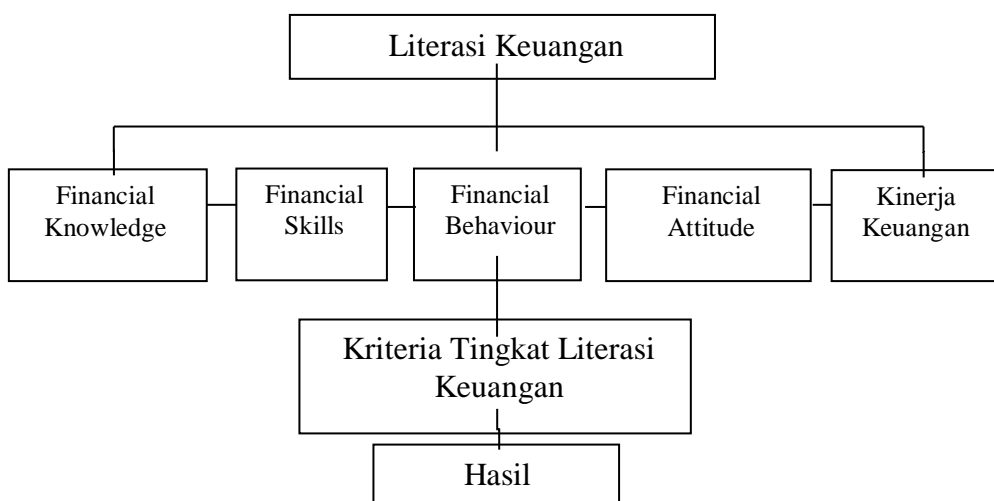 Literasi Keuangan
Financial
Knowledge
Financial
Skills
Financial
Behaviour
Financial
Attitude
Kinerja
Keuangan
Kriteria Tingkat Literasi
Keuangan
Hasil